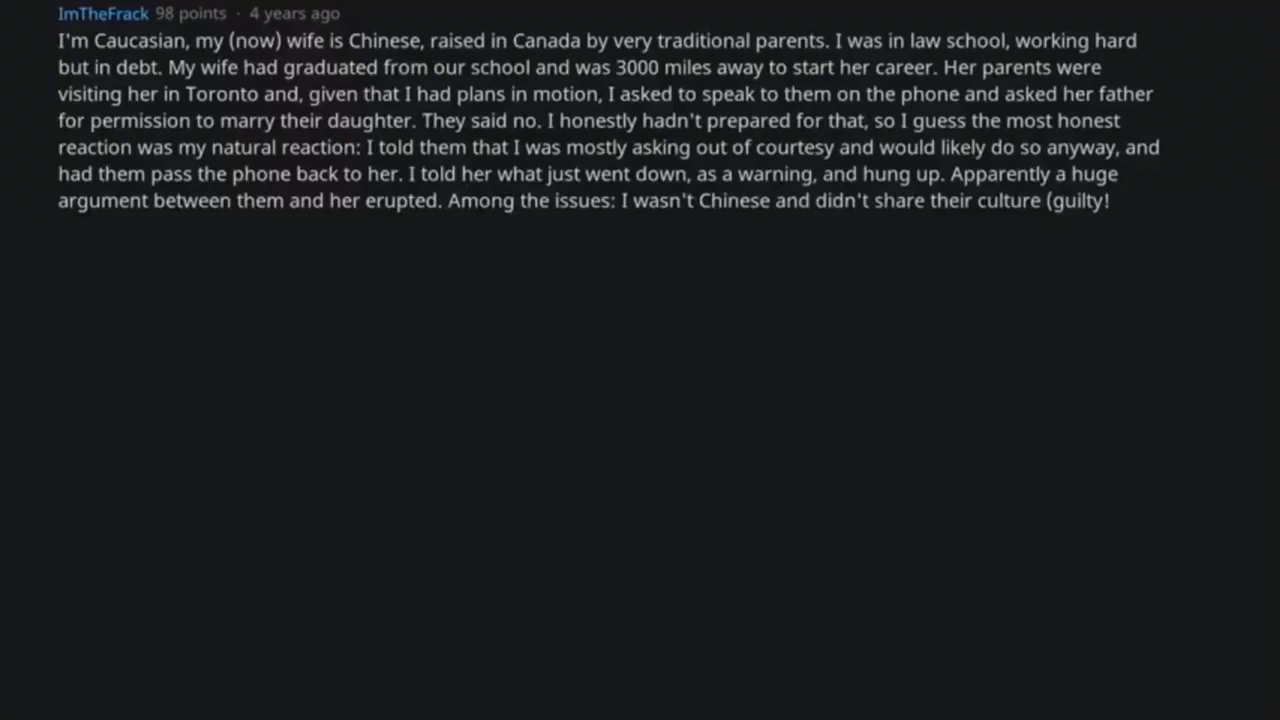 ImTheFrack 98 points · 4 years ago
I'm Caucasian, my (now) wife is Chinese, raised in Canada by very traditional parents. I was in law school, working hard
but in debt. My wife had graduated from our school and was 3000 miles away to start her career. Her parents were
visiting her in Toronto and, given that I had plans in motion, I asked to speak to them on the phone and asked her father
for permission to marry their daughter. They said no. I honestly hadn't prepared for that, so I guess the most honest
reaction was my natural reaction: I told them that I was mostly asking out of courtesy and would likely do so anyway, and
had them pass the phone back to her. I told her what just went down, as a warning, and hung up. Apparently a huge
argument between them and her erupted. Among the issues: I wasn't Chinese and didn't share their culture (guilty!